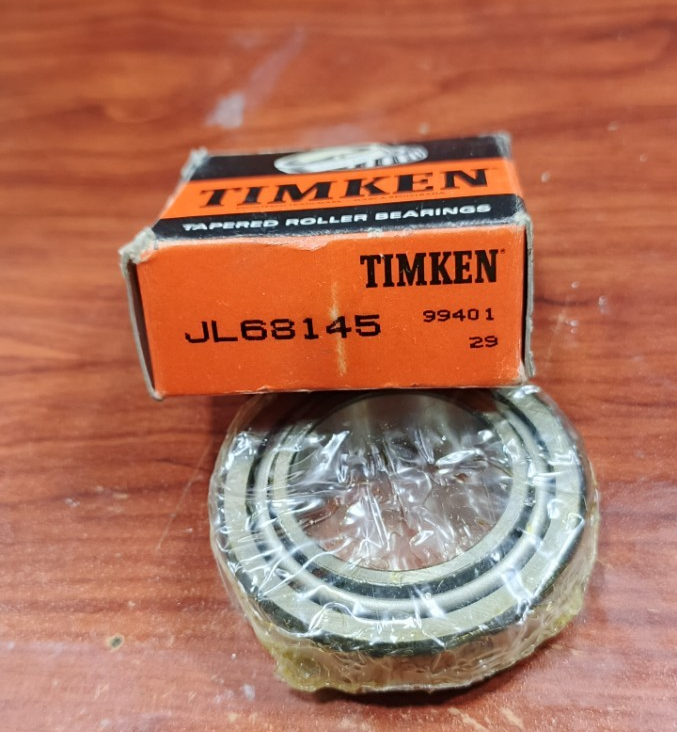 TIMKEN
TAPERED ROLLER BEARINGS
TIMKEN
JL68145
99401
29